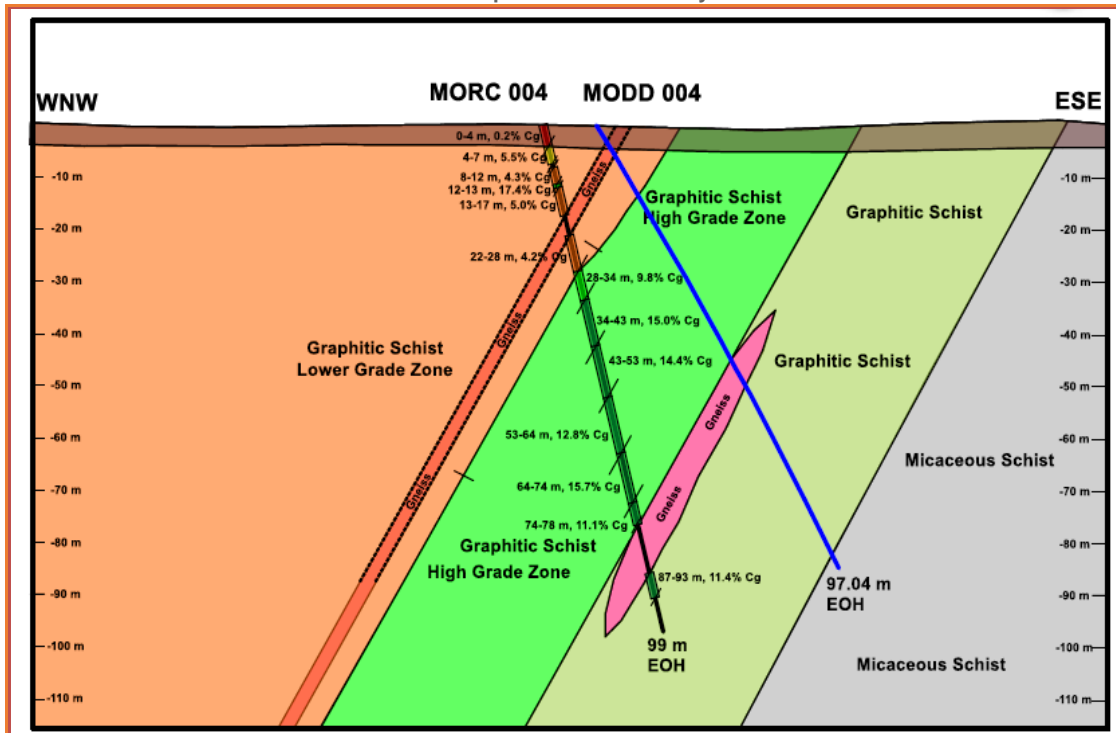 WNW
MORC 004
MODD 004
ESE
0-4 m, 0.2% Cg
4-7 m, 5.5% Cg
8-12 m, 4.3% Cg
12-13 m, 17.4% Cg
13-17 m, 5.0% Cg
22-28 m, 4.2% Cg
28-34 m, 9.8% Cg
34-43 m, 15.0% Cg
43-53 m, 14.4% Cg
53-64 m, 12.8% Cg
64-74 m, 15.7% Cg
74-78 m, 11.1% Cg
87-93 m, 11.4% Cg
-10 m
-20 m
-30 m
-40 m
-50 m
-60 m
-70 m
-80 m
-90 m
-100 m
-110 m
Gneiss
Gneiss
Gneiss
Graphitic Schist
Lower Grade Zone
Graphitic Schist
High Grade Zone
Graphitic Schist
High Grade Zone
Gneiss
Gneiss
Graphitic Schist
Graphitic Schist
Micaceous Schist
Micaceous Schist
99 m
EOH
97.04 m
EOH
-10 m
-20 m
-30 m
-40 m
-50 m
-60 m
-70 m
-80 m
-90 m
-100 m
-110 m